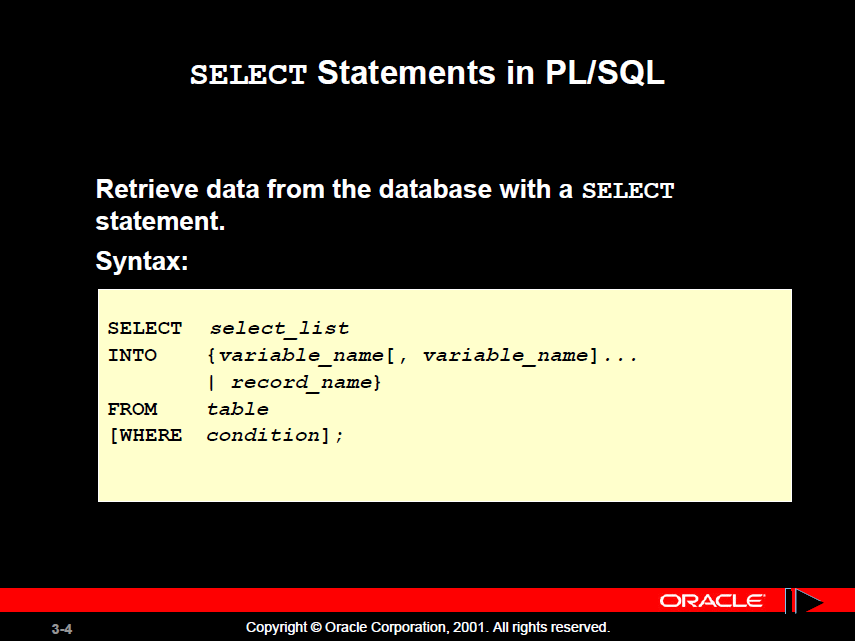 SELECT Statements in PL/SQL
Retrieve data from the database with a SELECT
statement.
Syntax:
SELECT select_list
INTO {variable_name[, variable_name]...
| record_name}
FROM table
[WHERE condition];
ORACLE
3-4
Copyright © Oracle Corporation, 2001. All rights reserved.